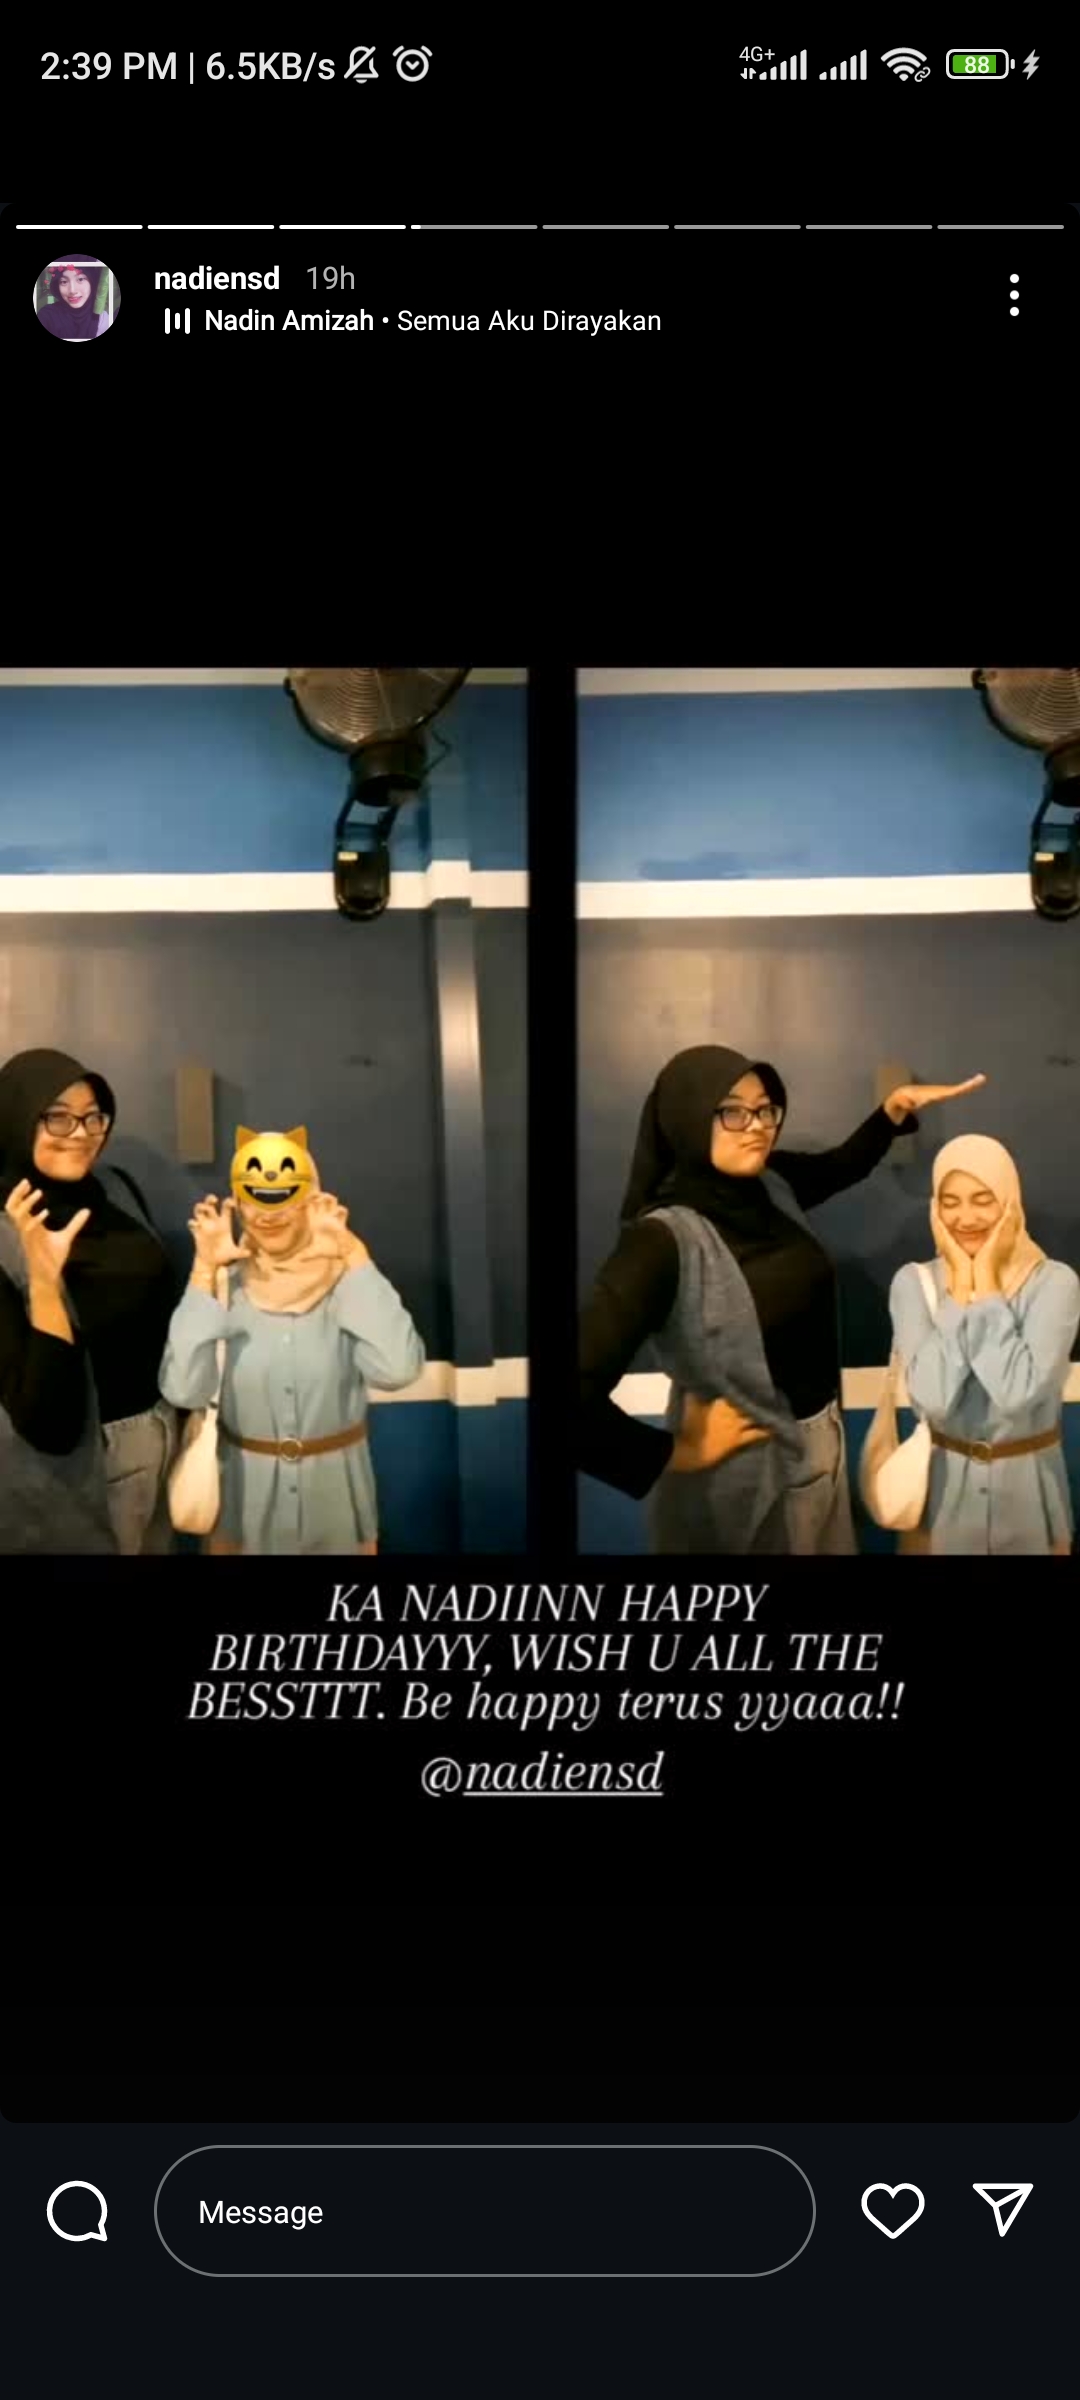 2:39 PM | 6.5KB/s
4G+
88
nadiensd 19h
Nadin Amizah • Semua Aku Dirayakan
KA NADIINN HAPPY
BIRTHDAYYY, WISH U ALL THE
BESSTTT. Be happy terus yyaaa!!
@nadiensd
Message